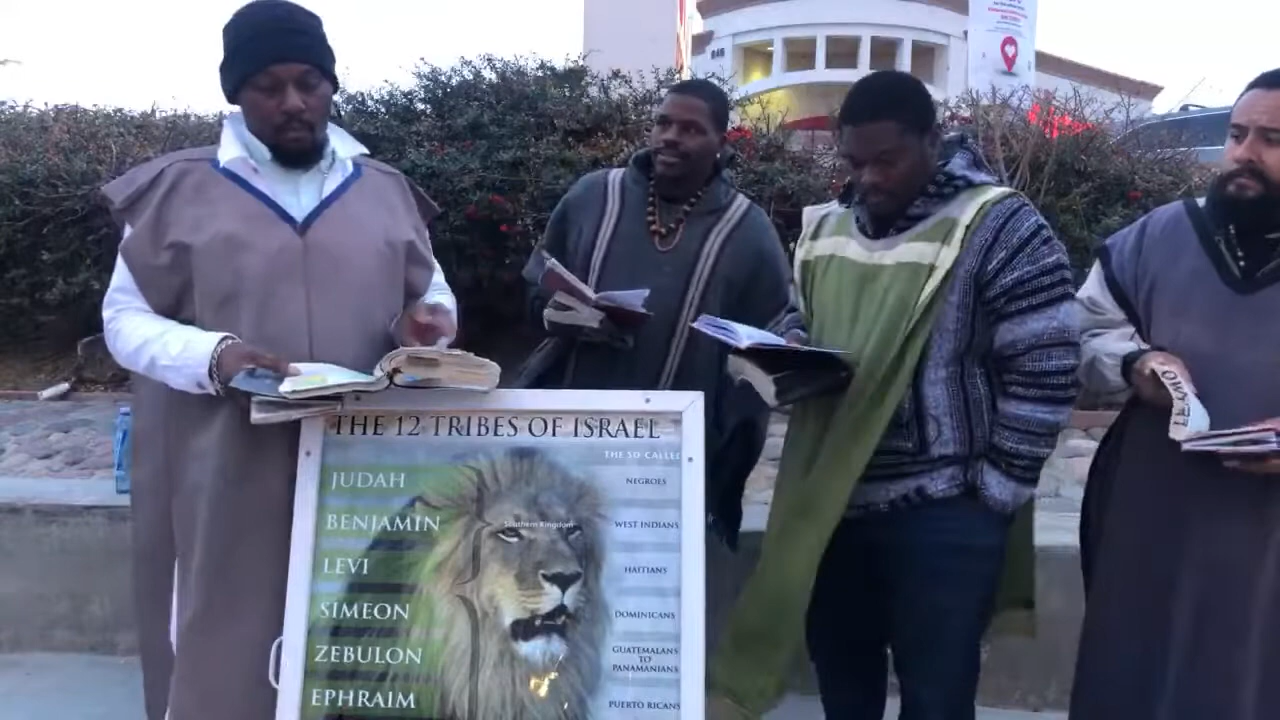 THE 12 TRIBES OF ISRAEL
THE SO CALLED
JUDAH
NEGROES
BENJAMIN
Southern Kingdom
WEST INDIANS
LEVI
HAITIANS
SIMEON
DOMINICANS
ZEBULON
GUATEMALANS
TO
PANAMANIANS
EPHRAIM
PUERTO RICANS